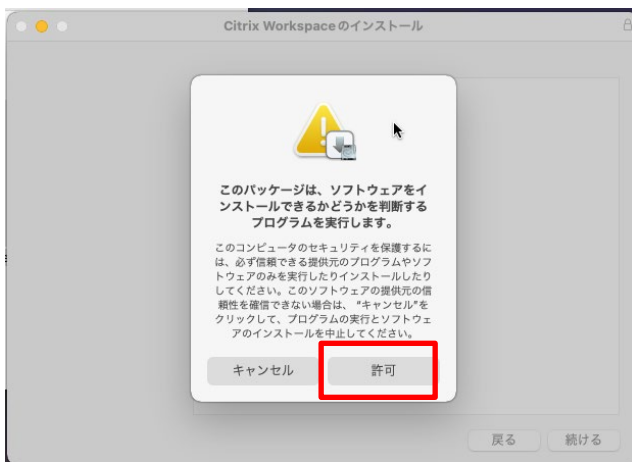 Citrix Workspaceのインストール
このパッケージは、ソフトウェアをイ
ンストールできるかどうかを判断する
プログラムを実行します。
このコンピュータのセキュリティを保護するに
は、必ず信頼できる提供元のプログラムやソフ
トウェアのみを実行したりインストールしたり
してください。このソフトウェアの提供元の信
頼性を確信できない場合は、“キャンセル”を
クリックして、プログラムの実行とソフトウェ
アのインストールを中止してください。
キャンセル 許可
戻る 続ける